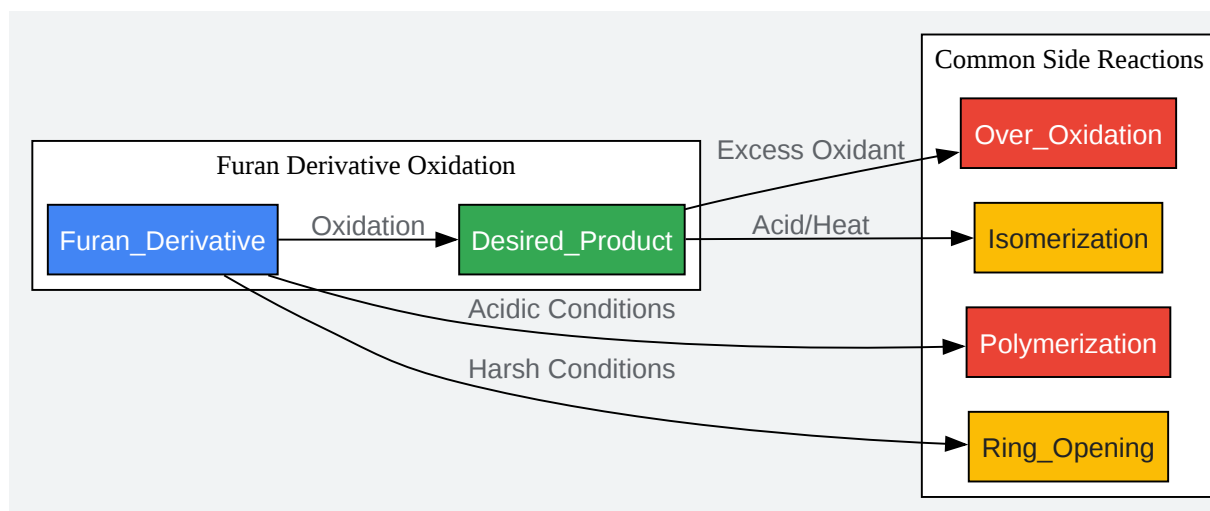 Common Side Reactions
Over_Oxidation
Excess Oxidant
Furan Derivative Oxidation
Furan_Derivative
Oxidation
Desired_Product
Acid/Heat
Isomerization
Acidic Conditions
Polymerization
Harsh Conditions
Ring_Opening